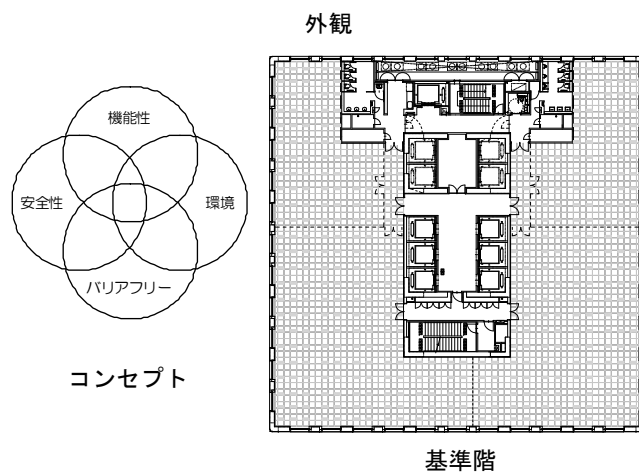 外観
機能性
安全性
環境
バリアフリー
コンセプト
基準階